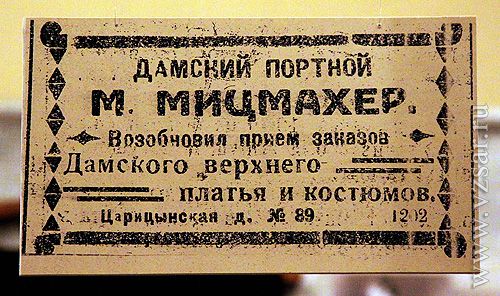 ДАМСКИЙ ПОРТНОЙ
М. МИЦМАХЕР.
Возобновил прием заказов
Дамского верхнего
платья и костюмов.
Царицынская д. № 89. 1202
www.vzsar.ru